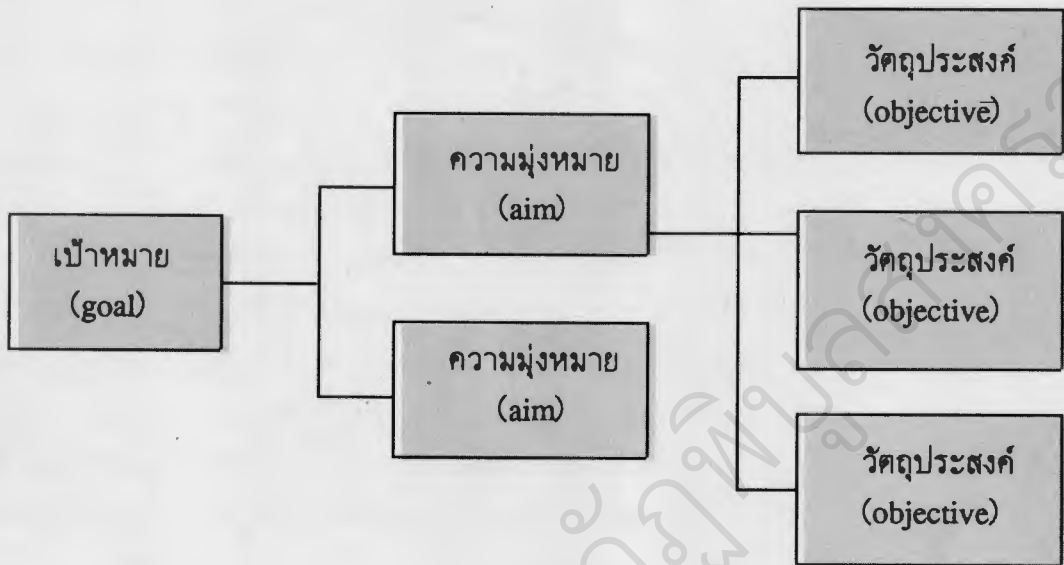 เป้าหมาย
(goal)
ความมุ่งหมาย
(aim)
ความมุ่งหมาย
(aim)
วัตถุประสงค์
(objective)
วัตถุประสงค์
(objective)
วัตถุประสงค์
(objective)